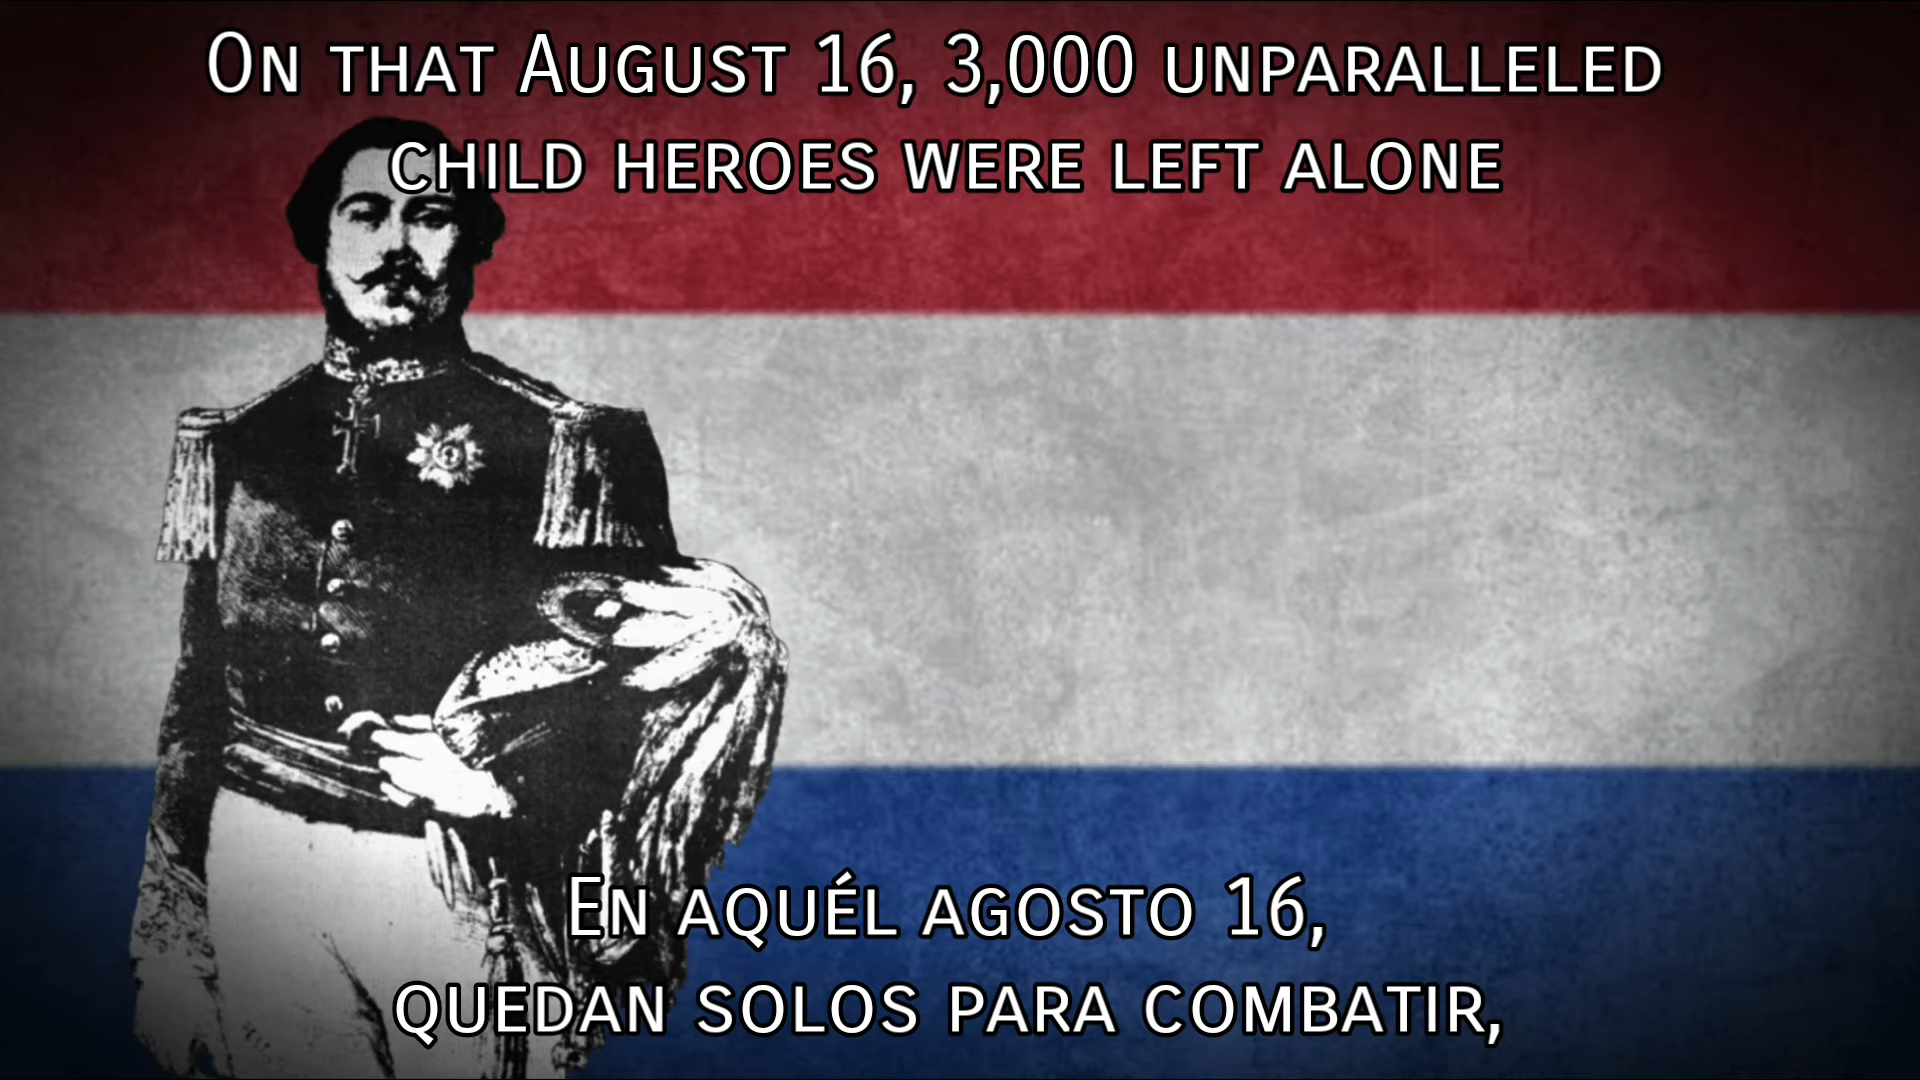 On that August 16, 3,000 unparalleled
child heroes were left alone
En aquél agosto 16,
quedan solos para combatir,